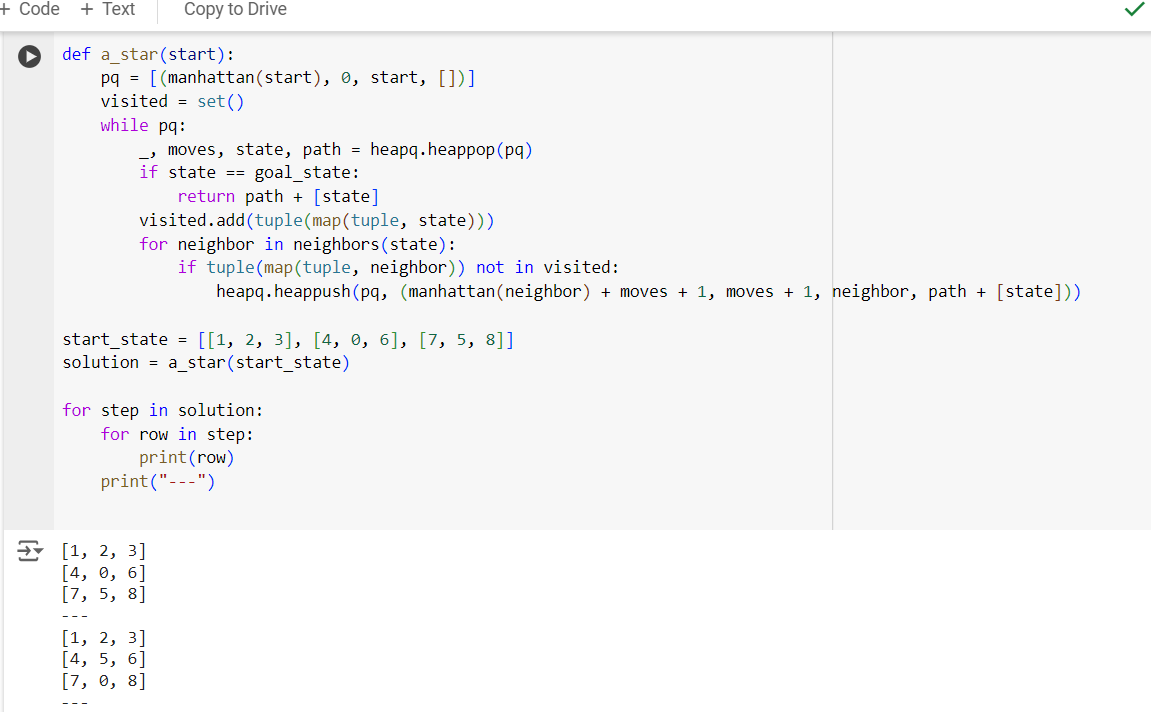 + Code + Text Copy to Drive
def a_star(start):
    pq = [(manhattan(start), 0, start, [])]
    visited = set()
    while pq:
        _, moves, state, path = heapq.heappop(pq)
        if state == goal_state:
            return path + [state]
        visited.add(tuple(map(tuple, state)))
        for neighbor in neighbors(state):
            if tuple(map(tuple, neighbor)) not in visited:
                heapq.heappush(pq, (manhattan(neighbor) + moves + 1, moves + 1, neighbor, path + [state]))
start_state = [[1, 2, 3], [4, 0, 6], [7, 5, 8]]
solution = a_star(start_state)
for step in solution:
    for row in step:
        print(row)
    print("---")
[1, 2, 3]
[4, 0, 6]
[7, 5, 8]
---
[1, 2, 3]
[4, 5, 6]
[7, 0, 8]
---